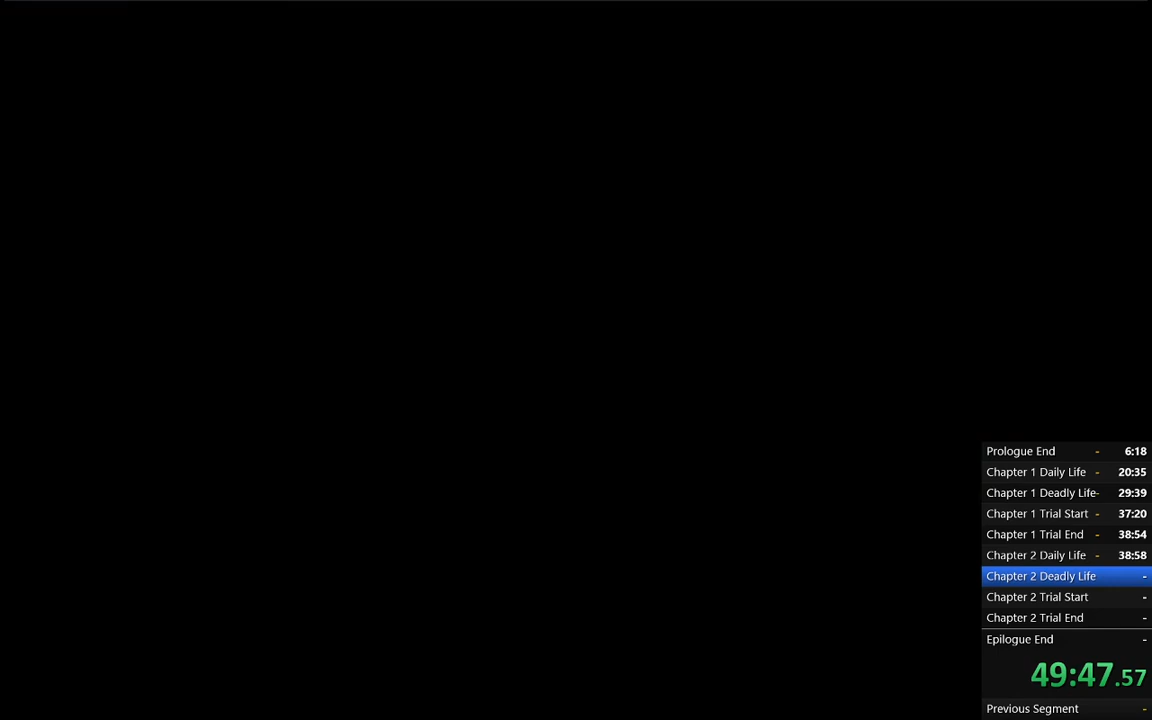 Prologue End - 6:18
Chapter 1 Daily Life - 20:35
Chapter 1 Deadly Life- 29:39
Chapter 1 Trial Start - 37:20
Chapter 1 Trial End - 38:54
Chapter 2 Daily Life - 38:58
Chapter 2 Deadly Life -
Chapter 2 Trial Start -
Chapter 2 Trial End -
Epilogue End -
49:47.57
Previous Segment -